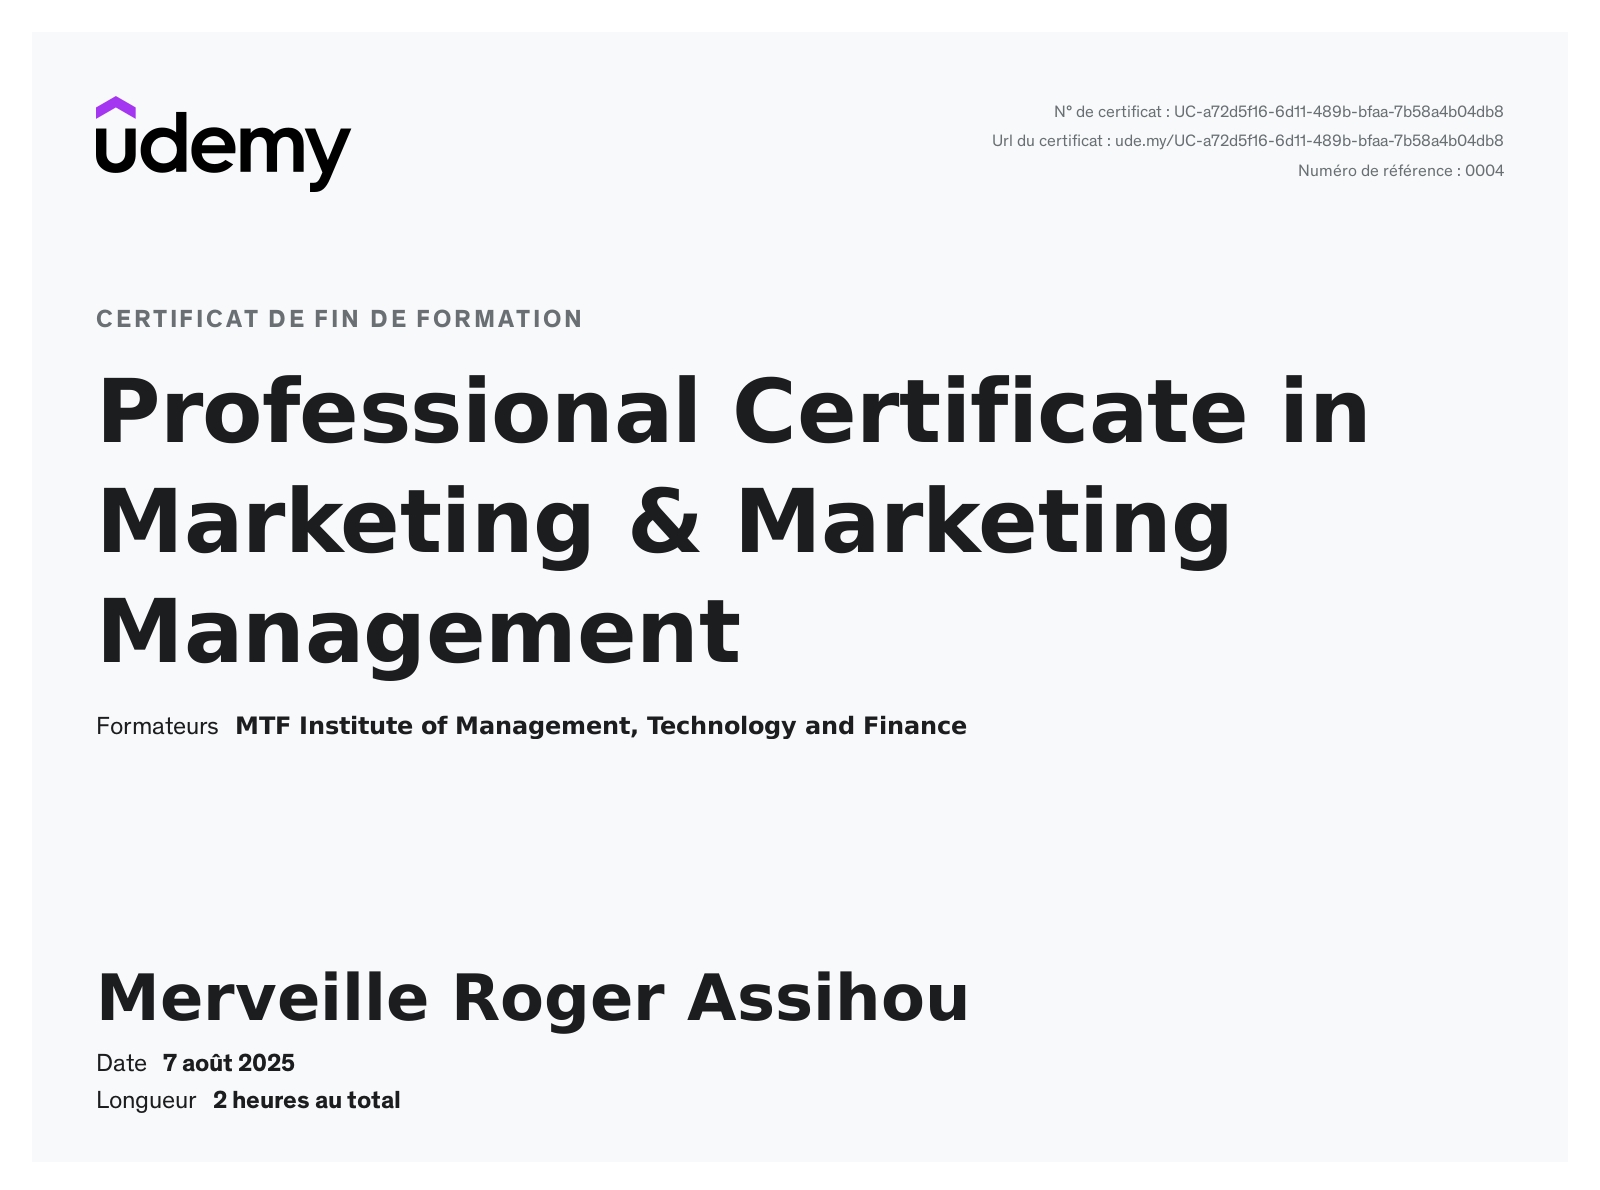 udemy
N° de certificat : UC-a72d5f16-6d11-489b-bfaa-7b58a4b04db8
Url du certificat : ude.my/UC-a72d5f16-6d11-489b-bfaa-7b58a4b04db8
Numéro de référence : 0004
CERTIFICAT DE FIN DE FORMATION
Professional Certificate in
Marketing & Marketing
Management
Formateurs MTF Institute of Management, Technology and Finance
Merveille Roger Assihou
Date 7 août 2025
Longueur 2 heures au total